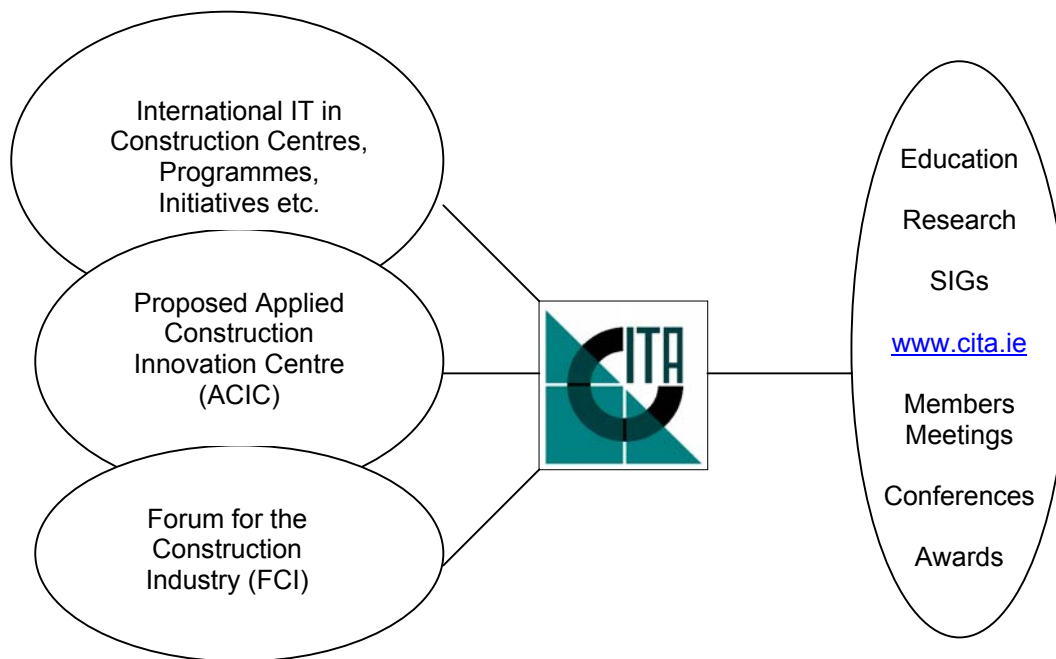 International IT in
Construction Centres,
Programmes,
Initiatives etc.
Proposed Applied
Construction
Innovation Centre
(ACIC)
Forum for the
Construction
Industry (FCI)
CITA
Education
Research
SIGs
www.cita.ie
Members
Meetings
Conferences
Awards